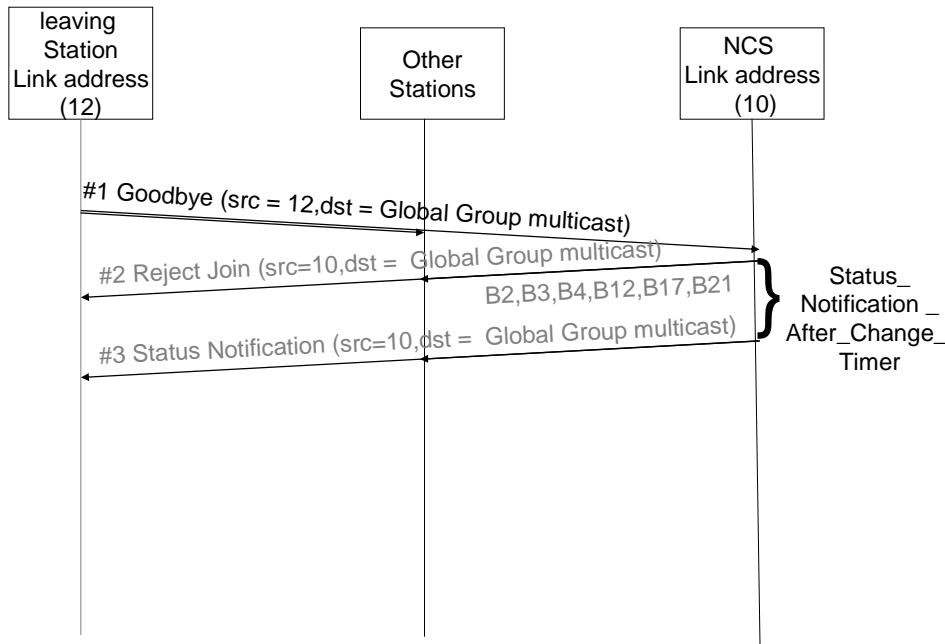 leaving
Station
Link address
(12)
Other
Stations
NCS
Link address
(10)
#1 Goodbye (src = 12,dst = Global Group multicast)
#2 Reject Join (src=10,dst =  Global Group multicast)
B2,B3,B4,B12,B17,B21
#3 Status Notification (src=10,dst =  Global Group multicast)
Status_
Notification _
After_Change_
Timer